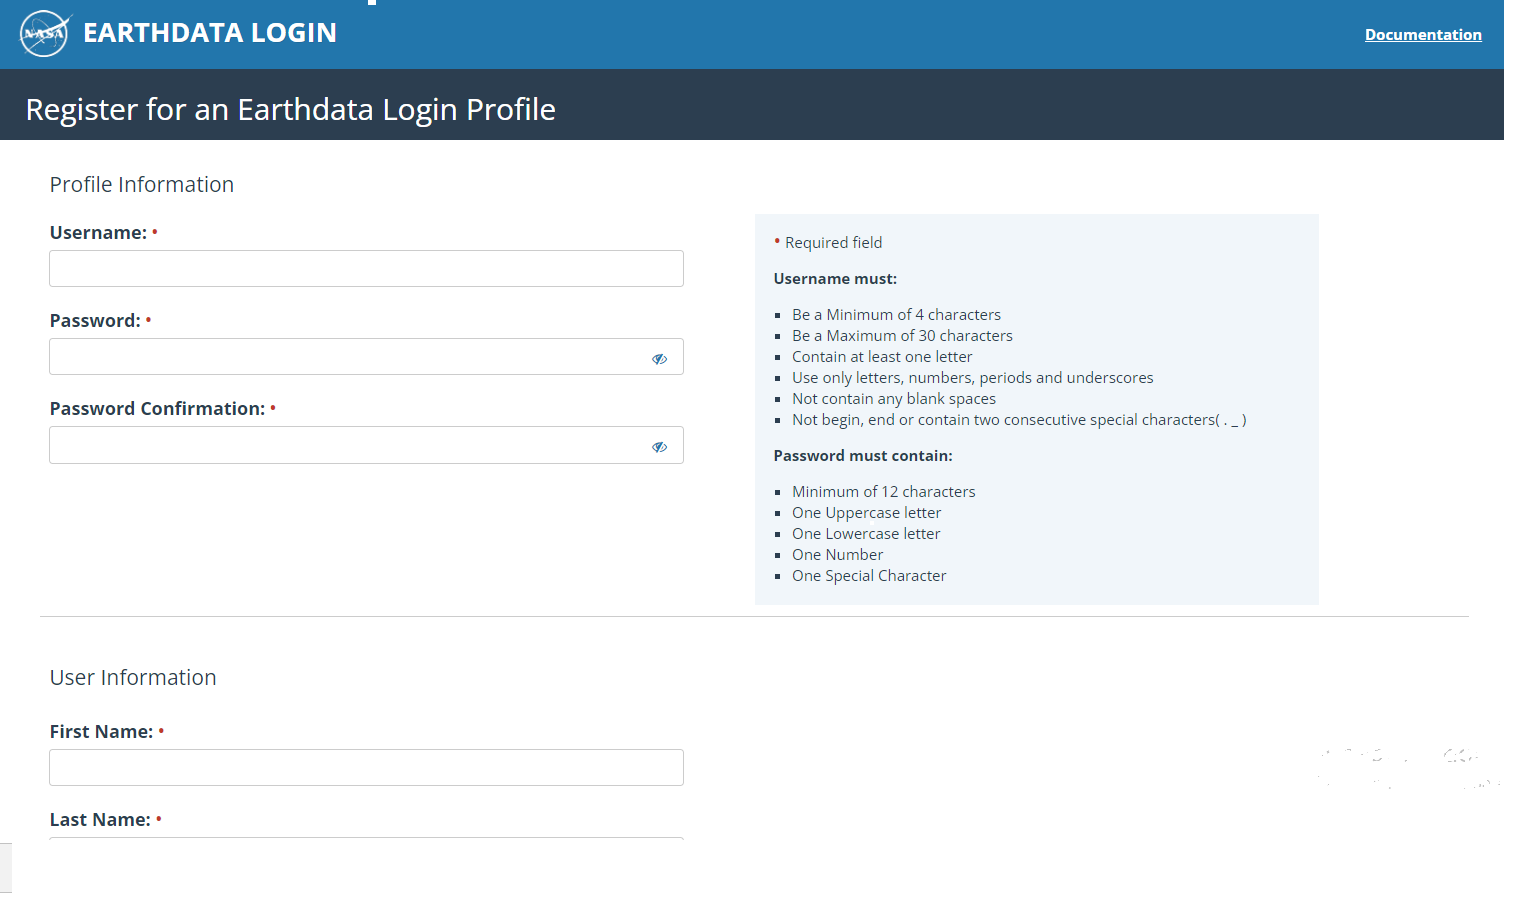 NASA
EARTHDATA LOGIN
Documentation
Register for an Earthdata Login Profile
Profile Information
Username: •
Password: •
Password Confirmation: •
• Required field
Username must:
▪ Be a Minimum of 4 characters
▪ Be a Maximum of 30 characters
▪ Contain at least one letter
▪ Use only letters, numbers, periods and underscores
▪ Not contain any blank spaces
▪ Not begin, end or contain two consecutive special characters( . _ )
Password must contain:
▪ Minimum of 12 characters
▪ One Uppercase letter
▪ One Lowercase letter
▪ One Number
▪ One Special Character
User Information
First Name: •
Last Name: •